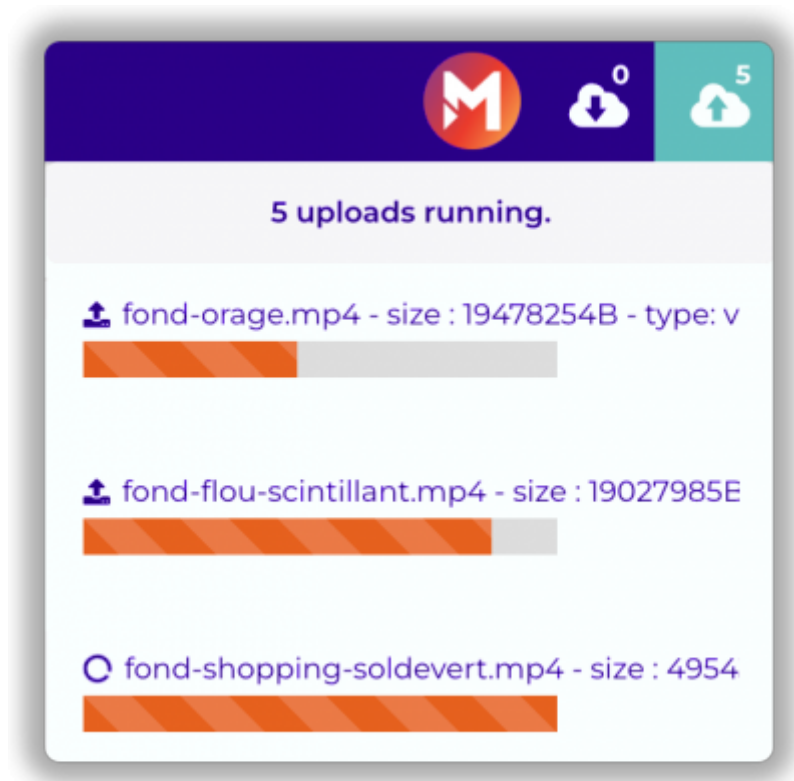 M
0
5
5 uploads running.
fond-orage.mp4 - size : 19478254B - type: v
fond-flou-scintillant.mp4 - size : 19027985B
fond-shopping-soldevert.mp4 - size : 4954